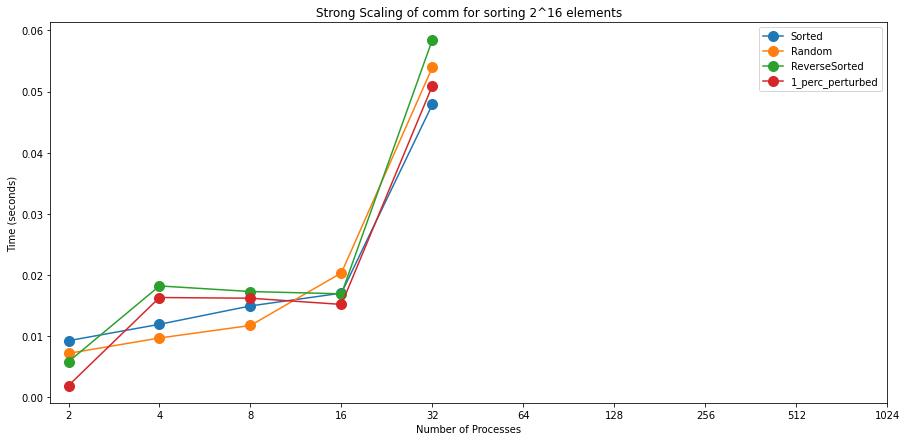 Strong Scaling of comm for sorting 2^16 elements
Sorted
Random
ReverseSorted
1_perc_perturbed
Time (seconds)
0.06
0.05
0.04
0.03
0.02
0.01
0.00
2 4 8 16 32 64 128 256 512 1024
Number of Processes